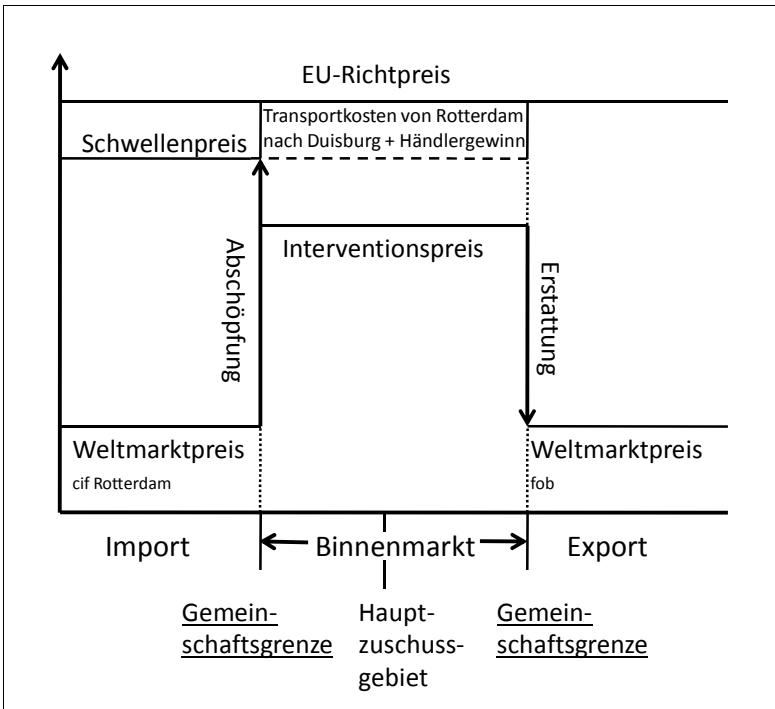 EU-Richtpreis
Transportkosten von Rotterdam
nach Duisburg + Händlergewinn
Schwellenpreis
Abschöpfung
Interventionspreis
Erstattung
Weltmarktpreis
cif Rotterdam
Weltmarktpreis
fob
Import
Binnenmarkt
Export
Gemein-
schaftsgrenze
Haupt-
zuschuss-
gebiet
Gemein-
schaftsgrenze